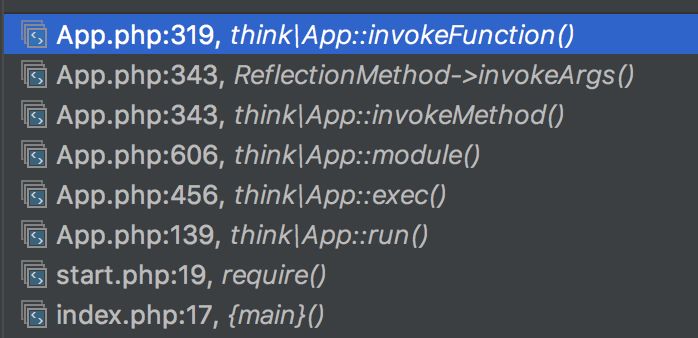 App.php:319, think\App::invokeFunction()
App.php:343, ReflectionMethod->invokeArgs()
App.php:343, think\App::invokeMethod()
App.php:606, think\App::module()
App.php:456, think\App::exec()
App.php:139, think\App::run()
start.php:19, require()
index.php:17, {main}()